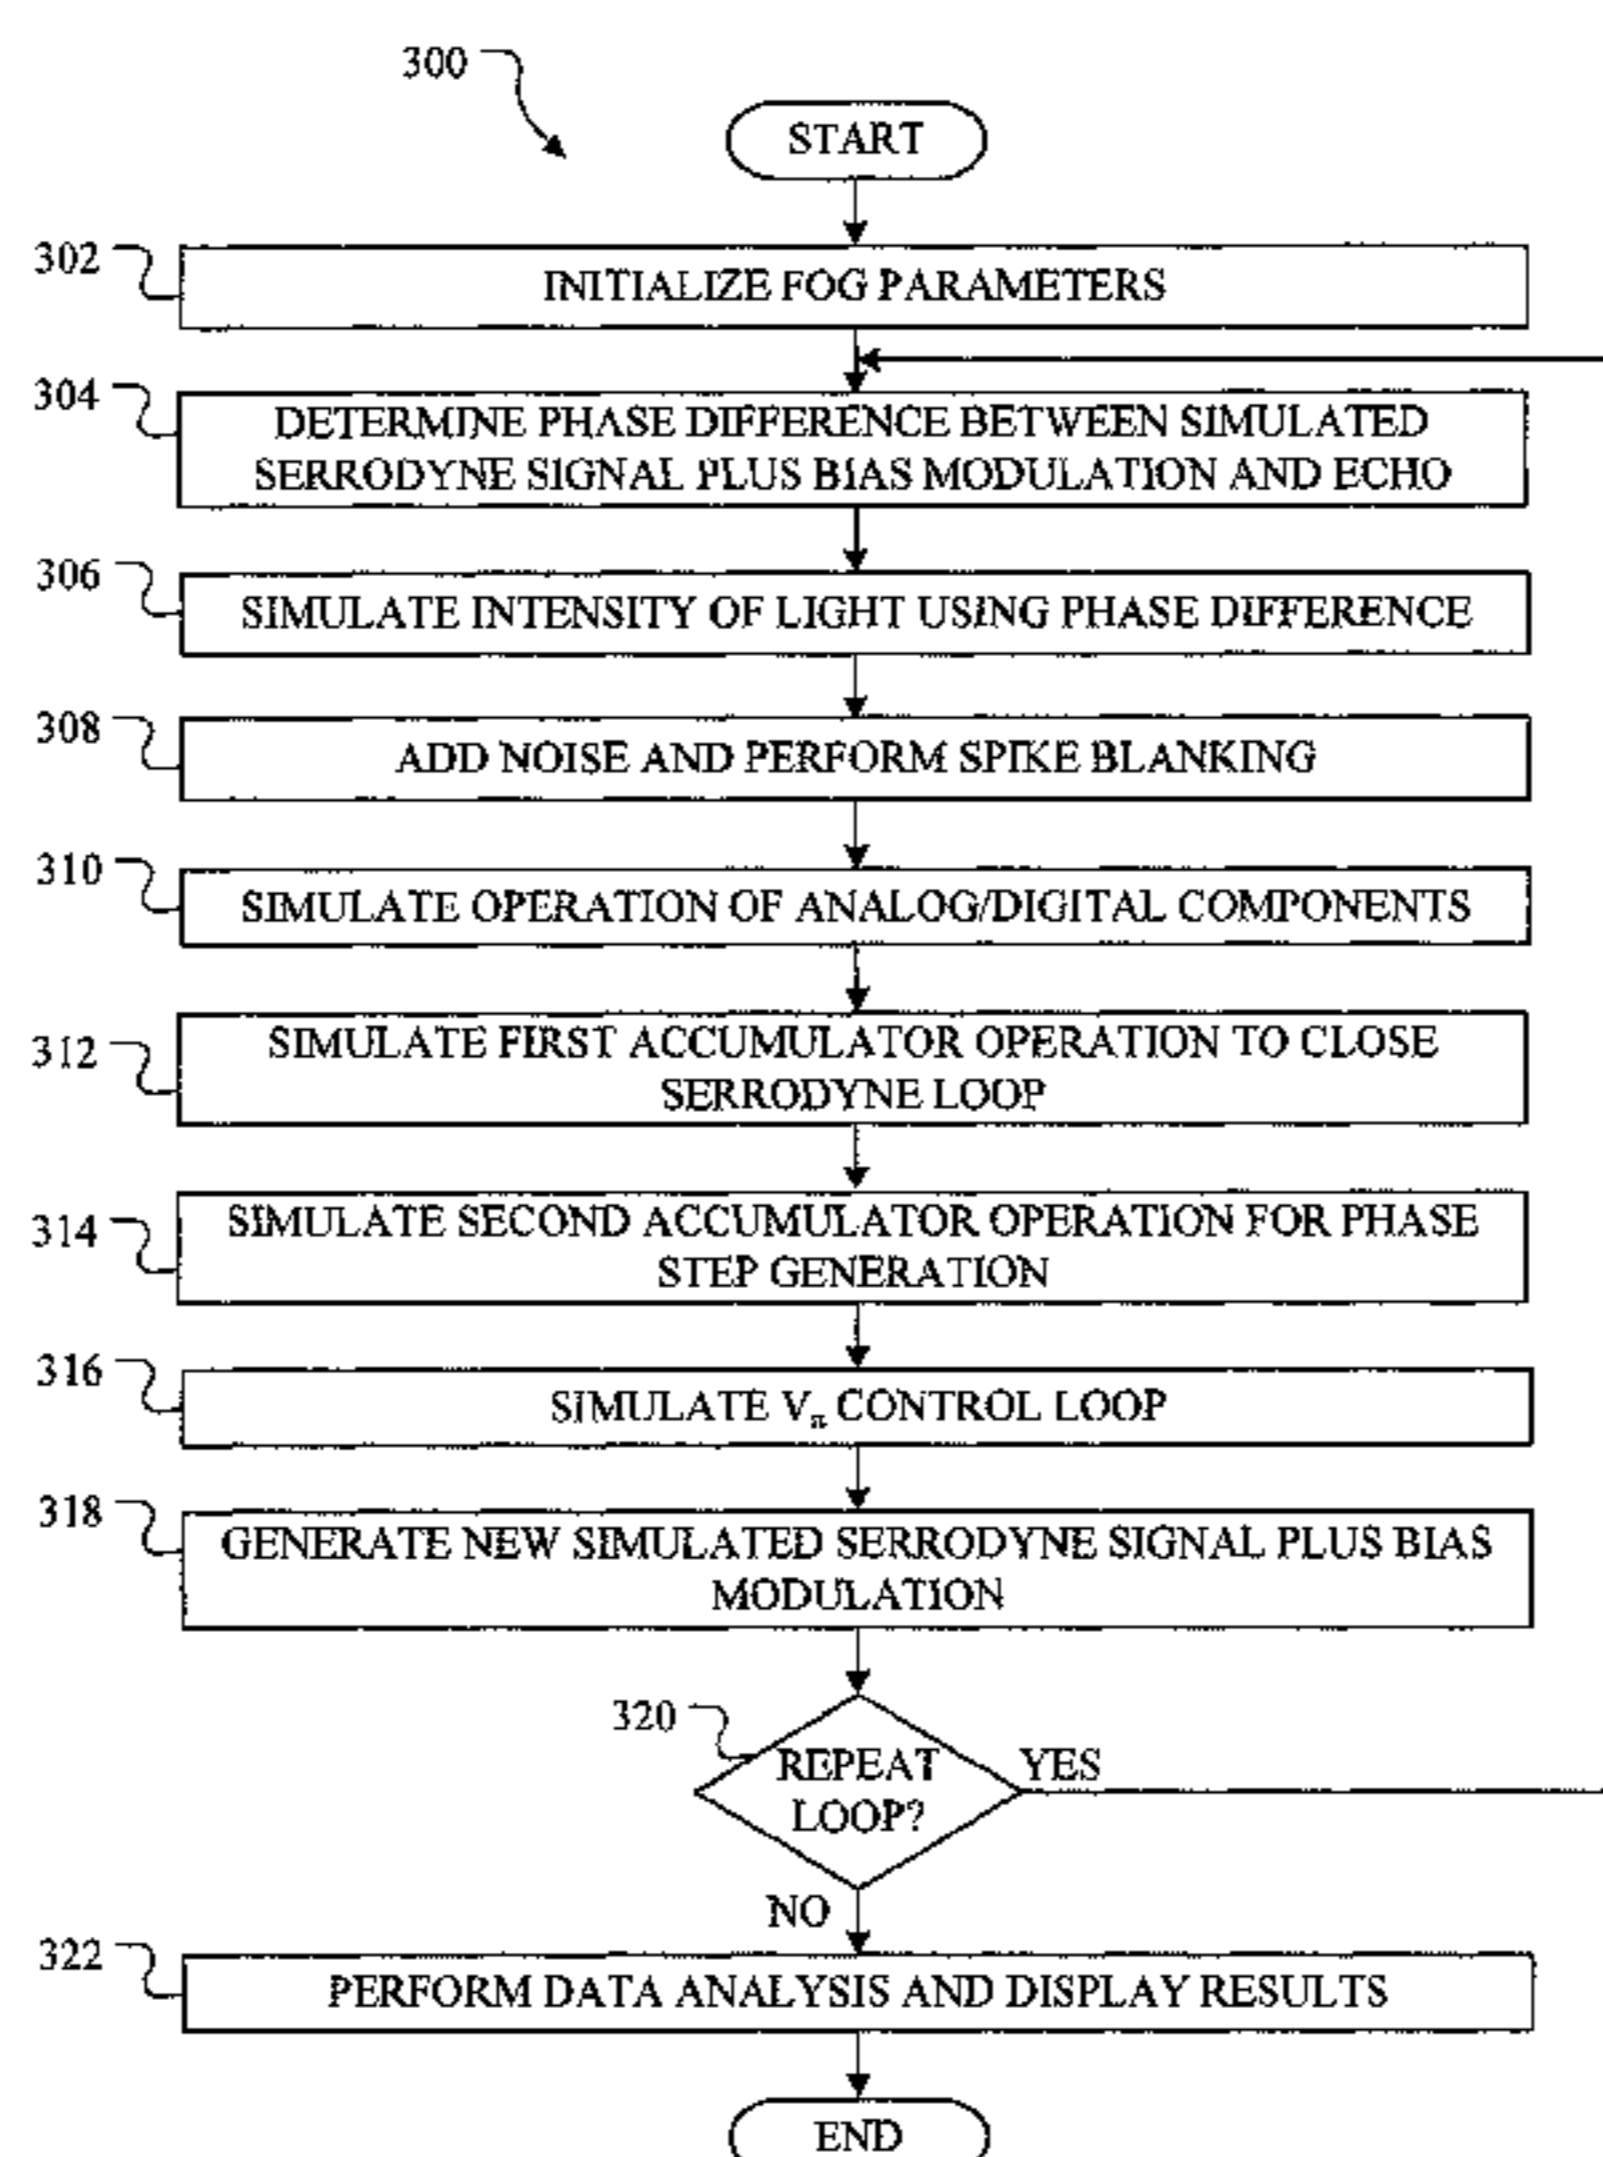 300
START
302
INITIALIZE FOG PARAMETERS
304
DETERMINE PHASE DIFFERENCE BETWEEN SIMULATED
SERRODYNE SIGNAL PLUS BIAS MODULATION AND ECHO
306
SIMULATE INTENSITY OF LIGHT USING PHASE DIFFERENCE
308
ADD NOISE AND PERFORM SPIKE BLANKING
310
SIMULATE OPERATION OF ANALOG/DIGITAL COMPONENTS
312
SIMULATE FIRST ACCUMULATOR OPERATION TO CLOSE
SERRODYNE LOOP
314
SIMULATE SECOND ACCUMULATOR OPERATION FOR PHASE
STEP GENERATION
316
SIMULATE Vπ CONTROL LOOP
318
GENERATE NEW SIMULATED SERRODYNE SIGNAL PLUS BIAS
MODULATION
320
REPEAT
LOOP?
YES
NO
322
PERFORM DATA ANALYSIS AND DISPLAY RESULTS
END